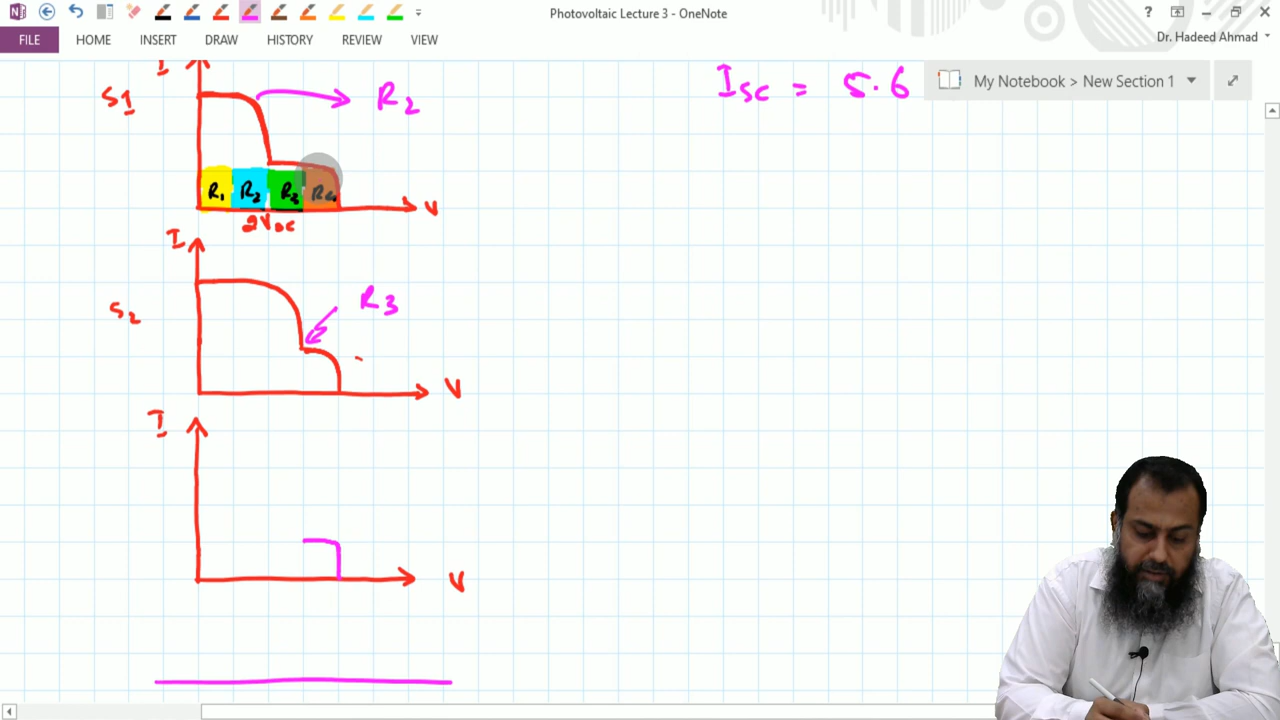 Photovoltaic Lecture 3 - OneNote
?
Dr. Hadeed Ahmad
FILE HOME INSERT DRAW HISTORY REVIEW VIEW
My Notebook > New Section 1
I
Isc = 5.6
S1
R2
R1 R2 R3 R4
V
2Voc
I
S2
R3
V
I
V